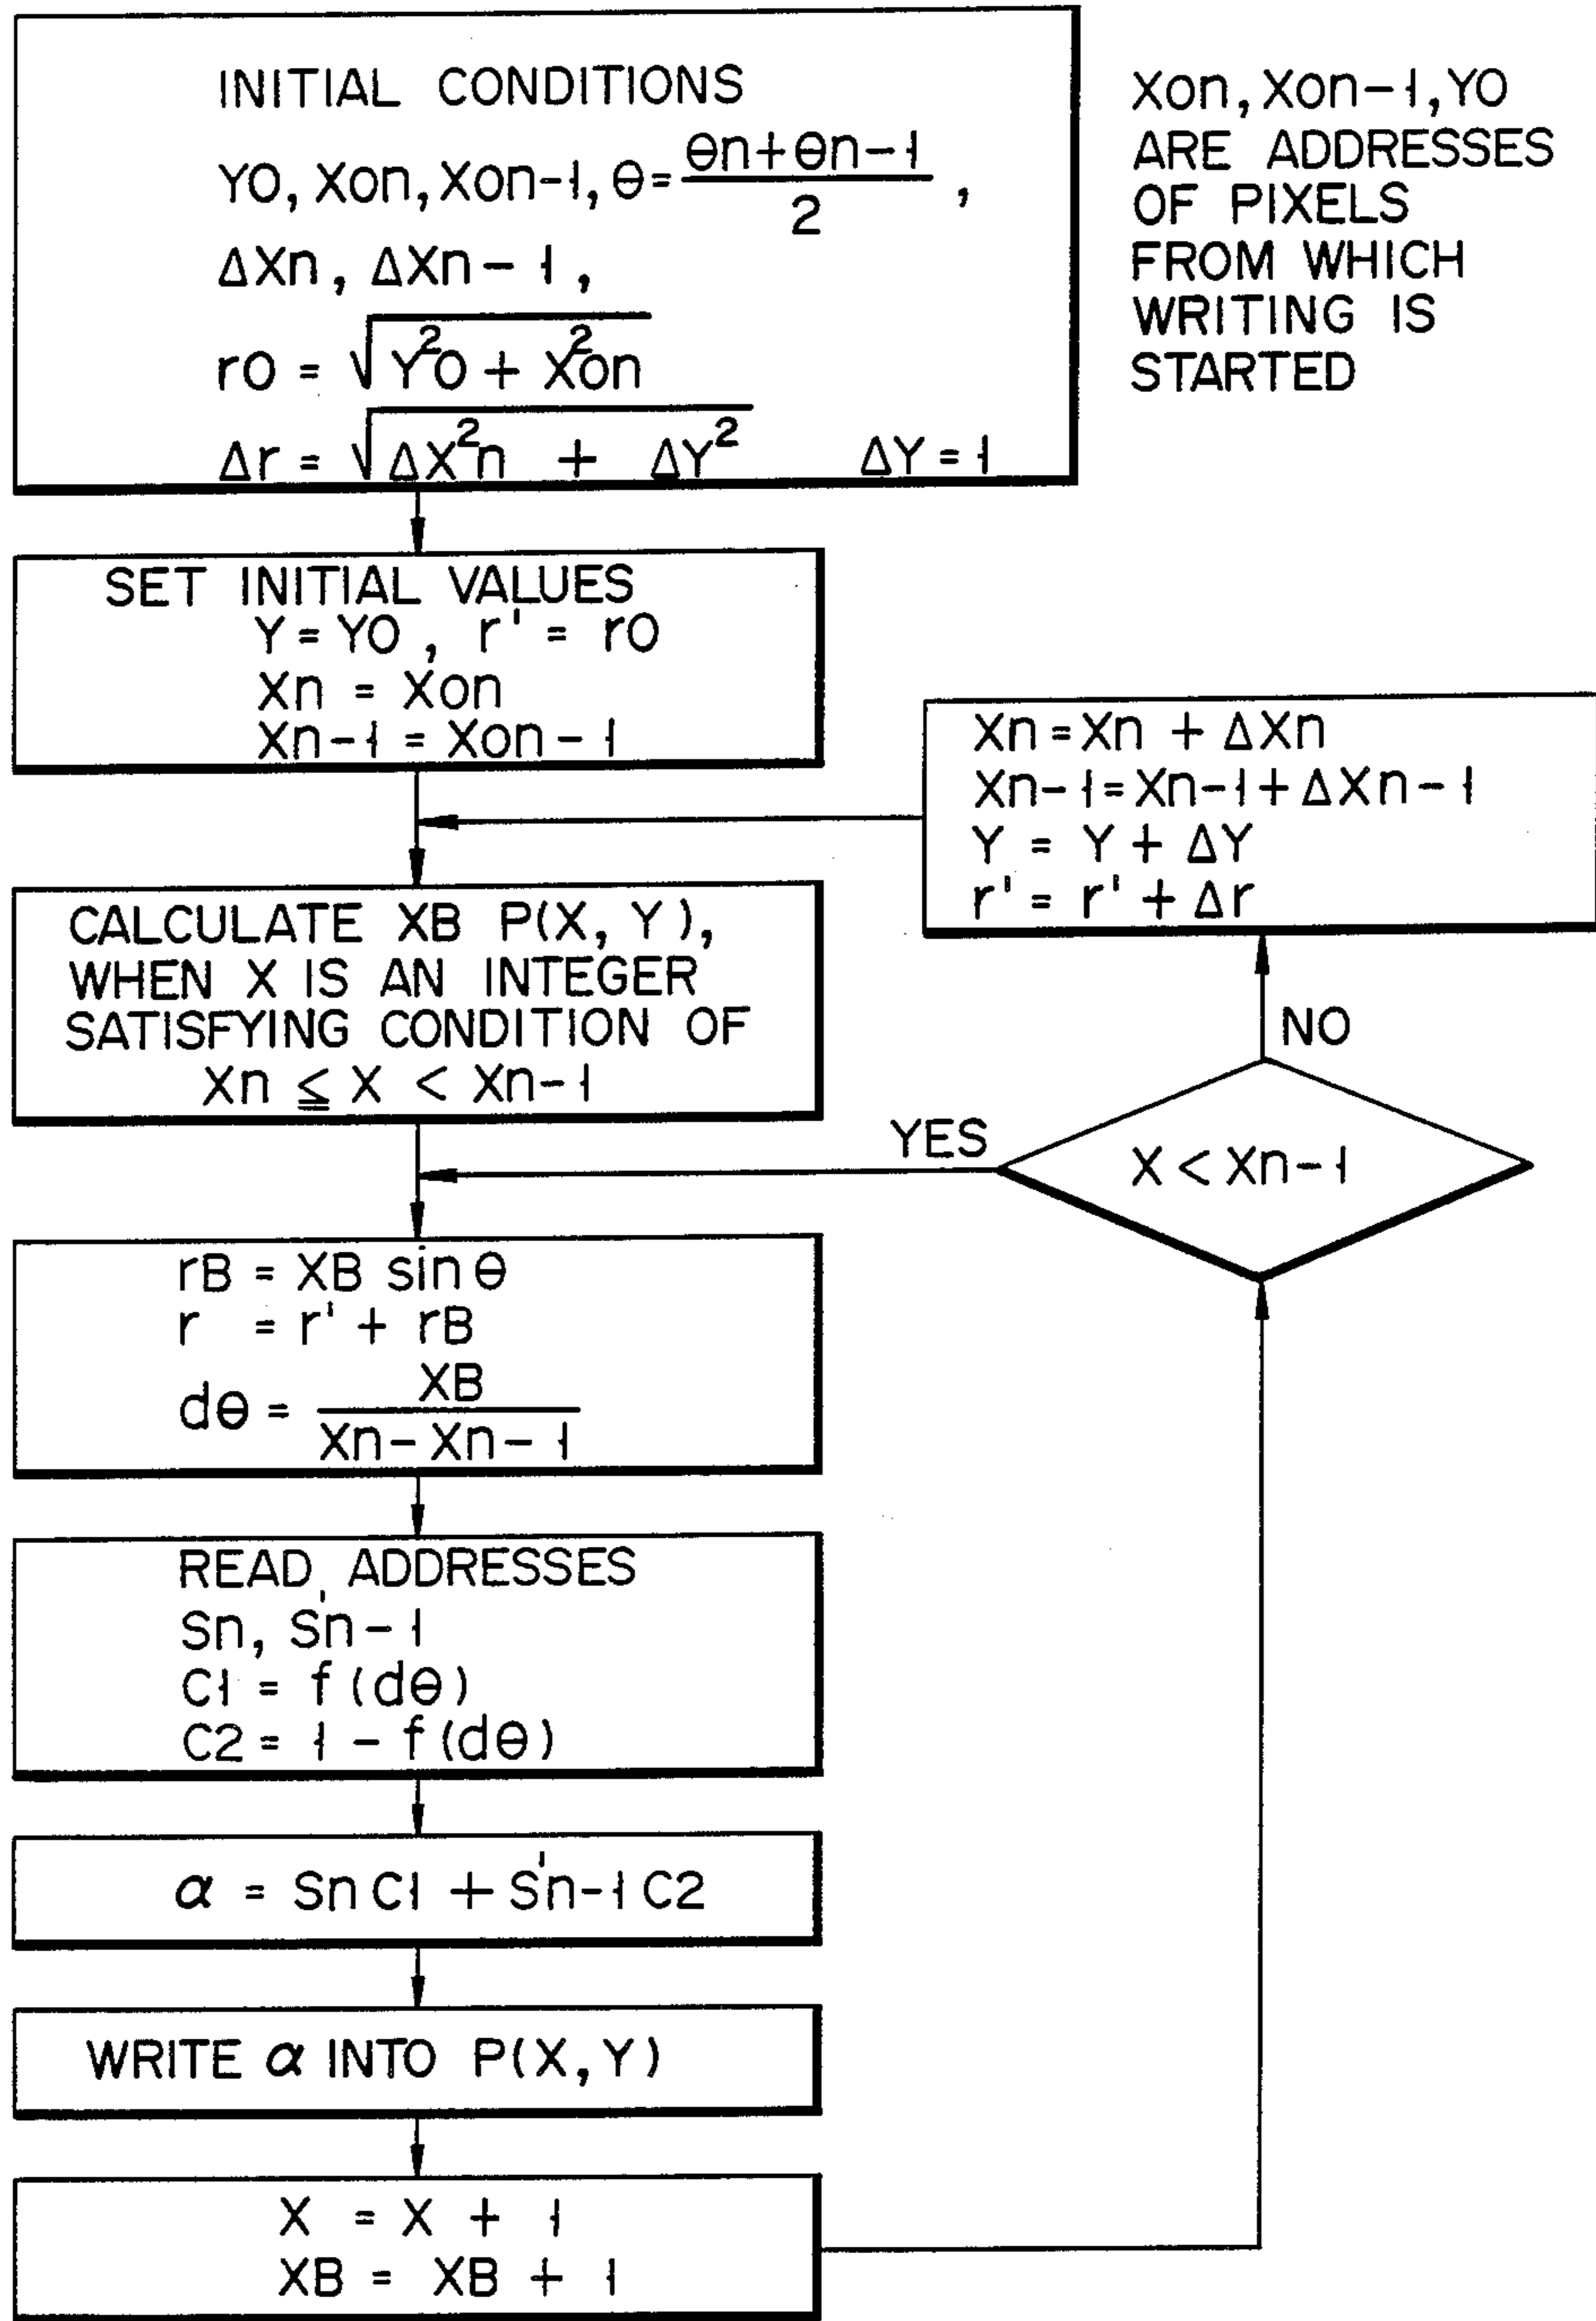 INITIAL CONDITIONS
YO, Xon, Xon-1, θ = θn+θn-1 / 2 ,
ΔXn, ΔXn-1,
rO = √Y²O + X²on
Δr = √ΔX²n + ΔY² ΔY = 1
Xon, Xon-1, YO
ARE ADDRESSES
OF PIXELS
FROM WHICH
WRITING IS
STARTED
SET INITIAL VALUES
Y = YO, r' = rO
Xn = Xon
Xn-1 = Xon-1
Xn = Xn + ΔXn
Xn-1 = Xn-1 + ΔXn-1
Y = Y + ΔY
r' = r' + Δr
CALCULATE XB P(X, Y),
WHEN X IS AN INTEGER
SATISFYING CONDITION OF
Xn ≦ X < Xn-1
NO
YES
X < Xn-1
rB = XB sin θ
r = r' + rB
dθ = XB / Xn-Xn-1
READ ADDRESSES
Sn, S'n-1
C1 = f (dθ)
C2 = 1 - f (dθ)
α = Sn C1 + S'n-1 C2
WRITE α INTO P(X, Y)
X = X + 1
XB = XB + 1